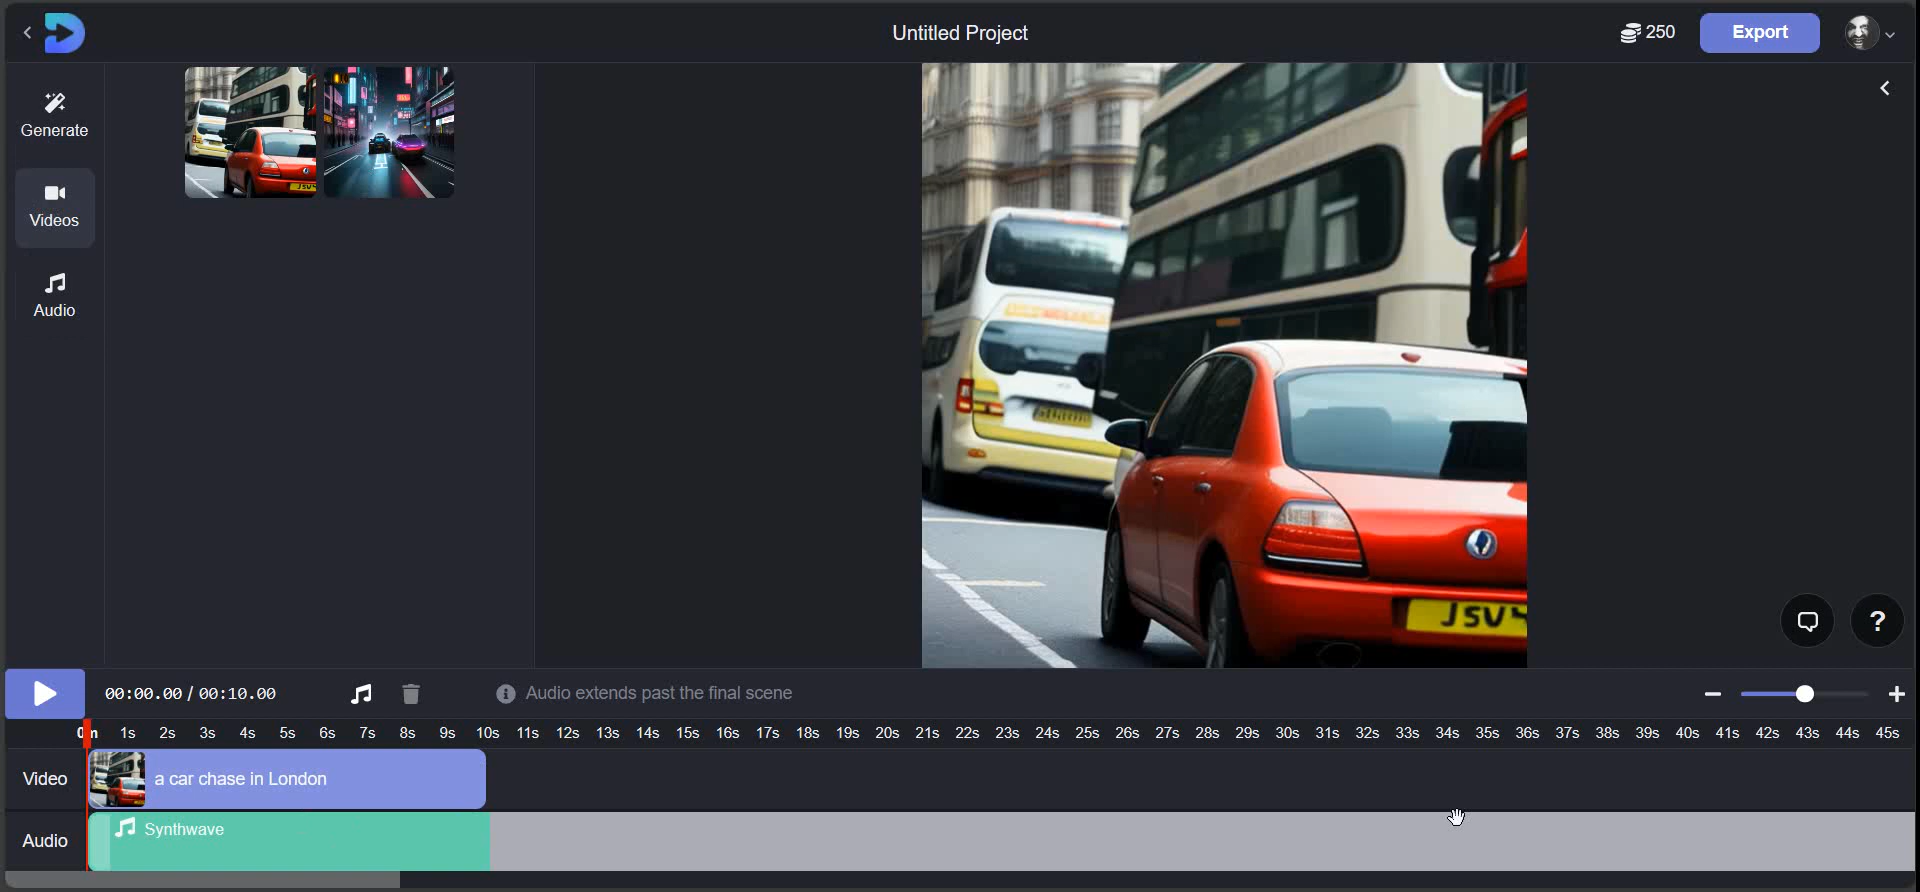 Untitled Project
250
Export
Generate
Videos
Audio
JSV
?
00:00.00 / 00:10.00
Audio extends past the final scene
0m 1s 2s 3s 4s 5s 6s 7s 8s 9s 10s 11s 12s 13s 14s 15s 16s 17s 18s 19s 20s 21s 22s 23s 24s 25s 26s 27s 28s 29s 30s 31s 32s 33s 34s 35s 36s 37s 38s 39s 40s 41s 42s 43s 44s 45s
Video
a car chase in London
Audio
Synthwave